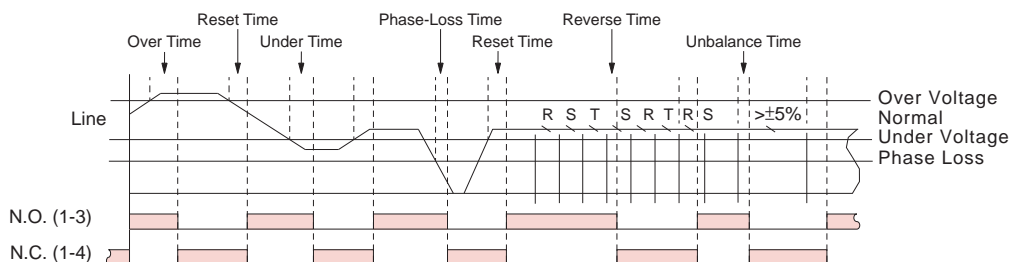 Reset Time Phase-Loss Time Reverse Time
Over Time Under Time Reset Time Unbalance Time
Over Voltage
Line R S T S R T R S >±5% Normal
Under Voltage
Phase Loss
N.O. (1-3)
N.C. (1-4)